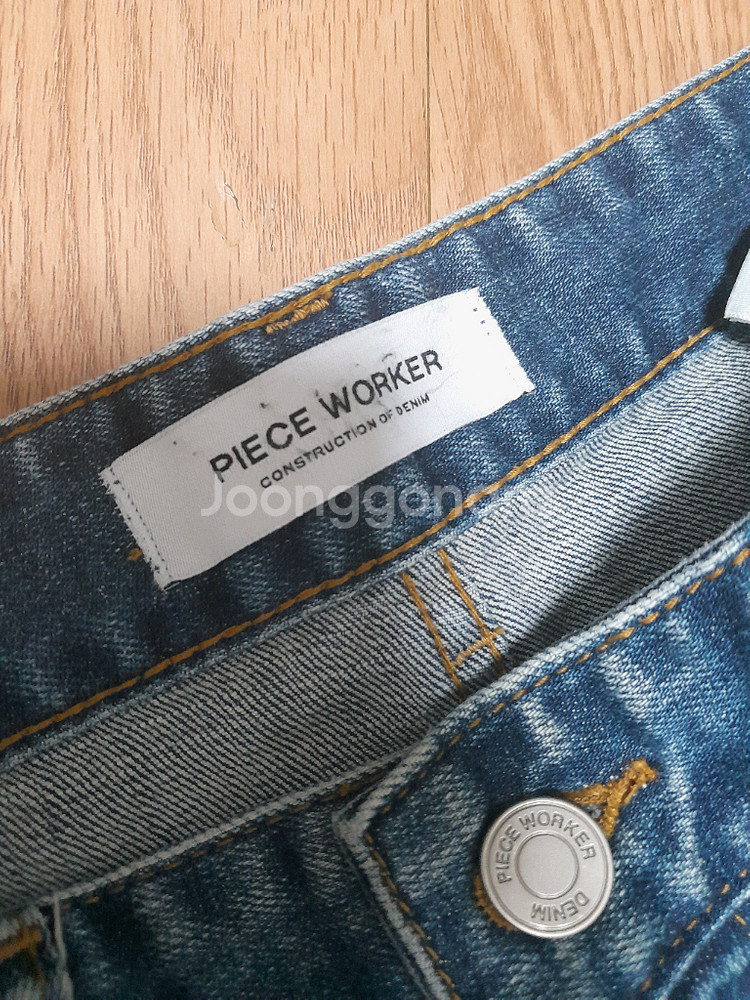 PIECE WORKER
CONSTRUCTION OF DENIM
Joonggonara
PIECE WORKER
DENIM